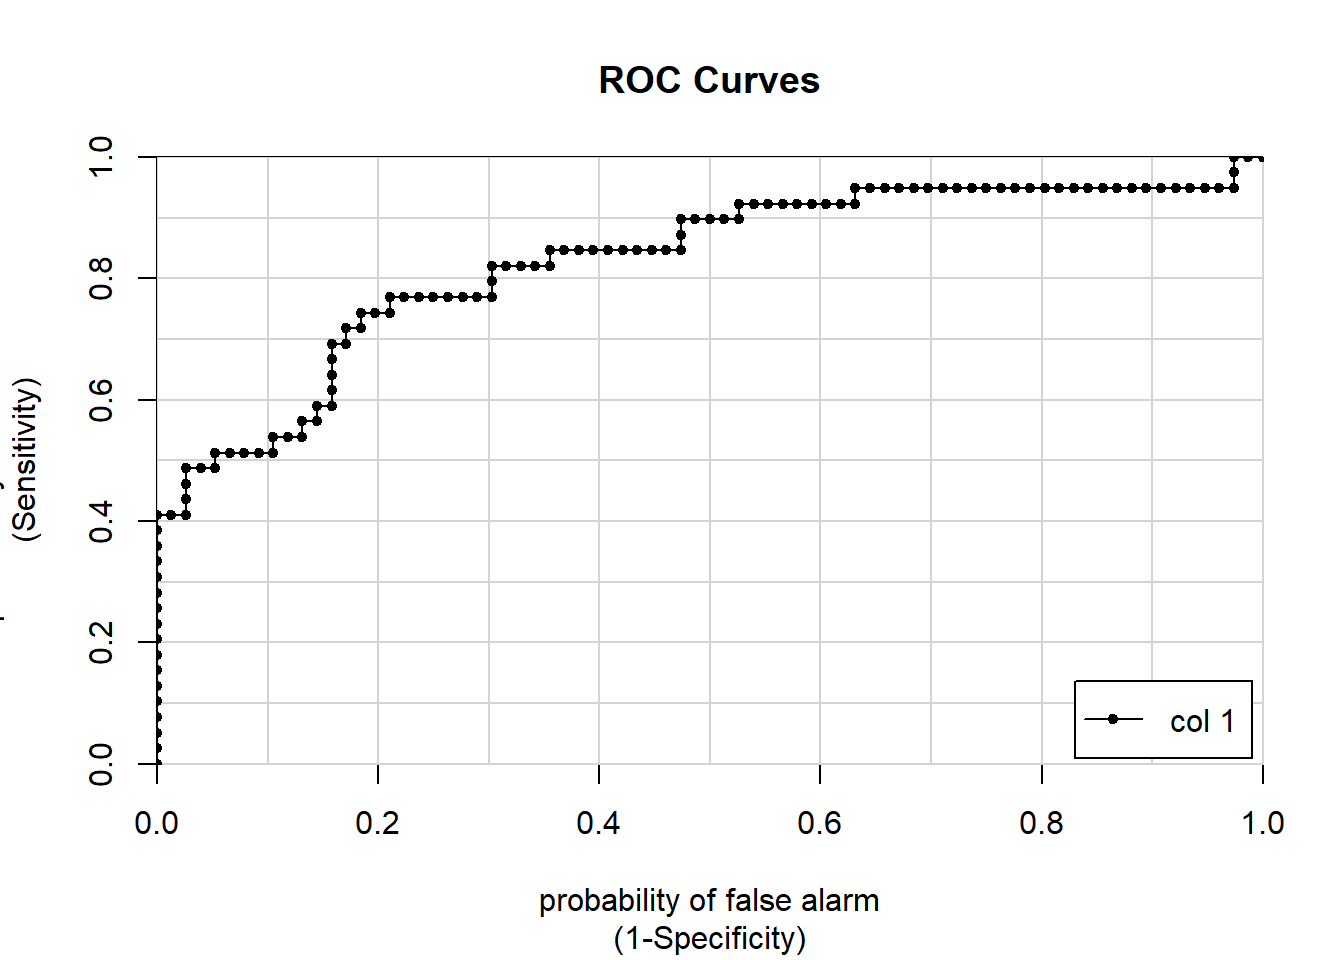 ROC Curves
(Sensitivity)
1.0
0.8
0.6
0.4
0.2
0.0
col 1
0.0 0.2 0.4 0.6 0.8 1.0
probability of false alarm
(1-Specificity)